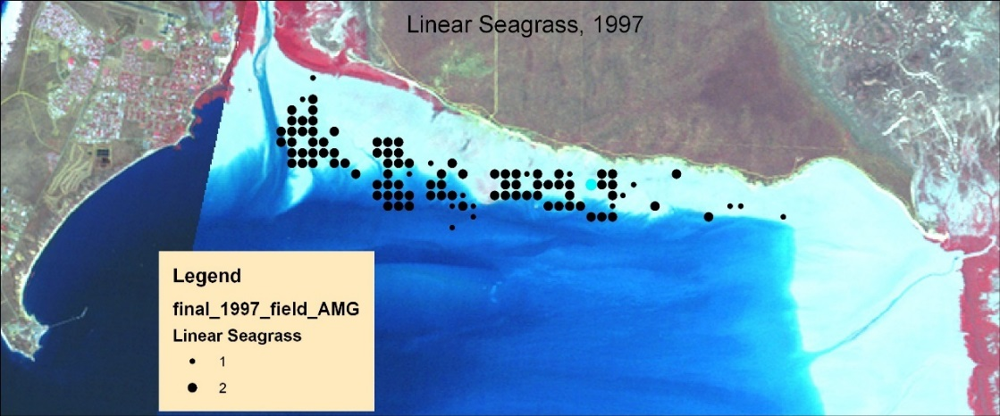 Linear Seagrass, 1997
Legend
final_1997_field_AMG
Linear Seagrass
1
2